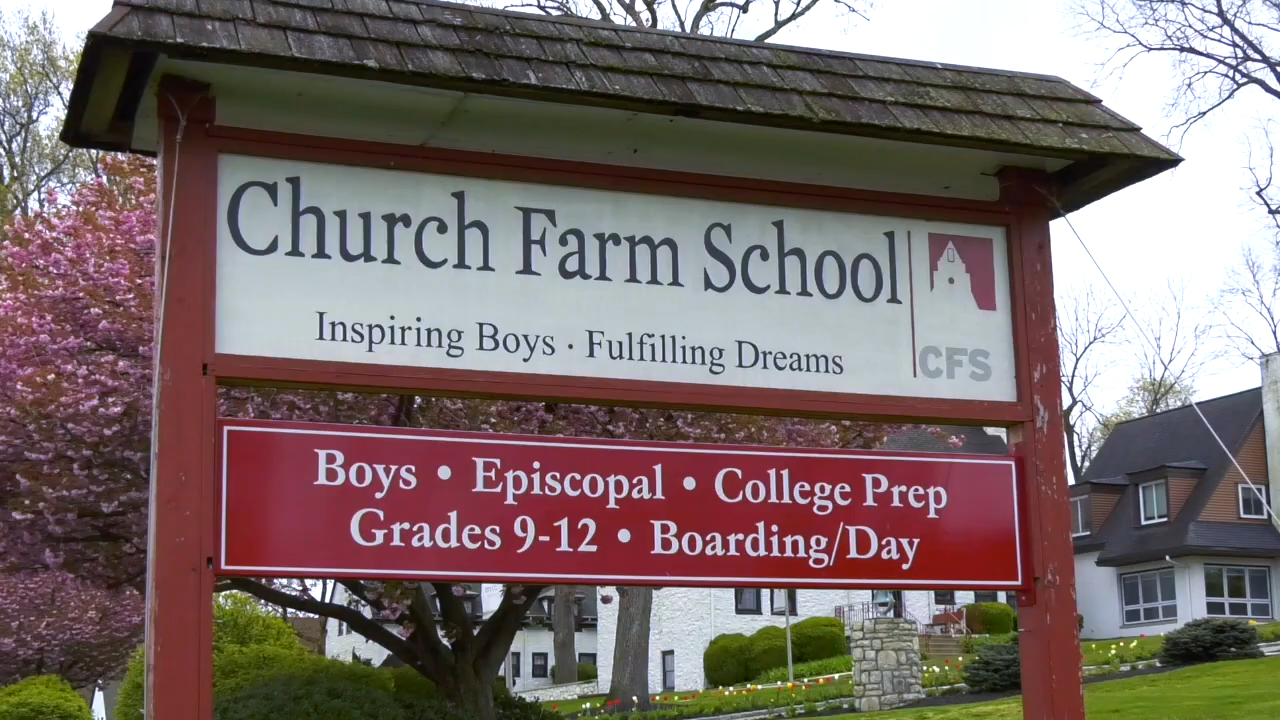 Church Farm School
Inspiring Boys · Fulfilling Dreams
CFS
Boys • Episcopal • College Prep
Grades 9-12 • Boarding/Day